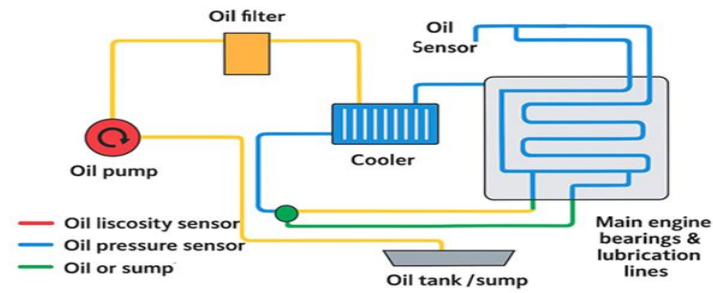 Oil filter
Oil
Sensor
Oil pump
Cooler
Oil liscosity sensor
Oil pressure sensor
Oil or sump
Main engine
bearings &
lubrication
lines
Oil tank /sump